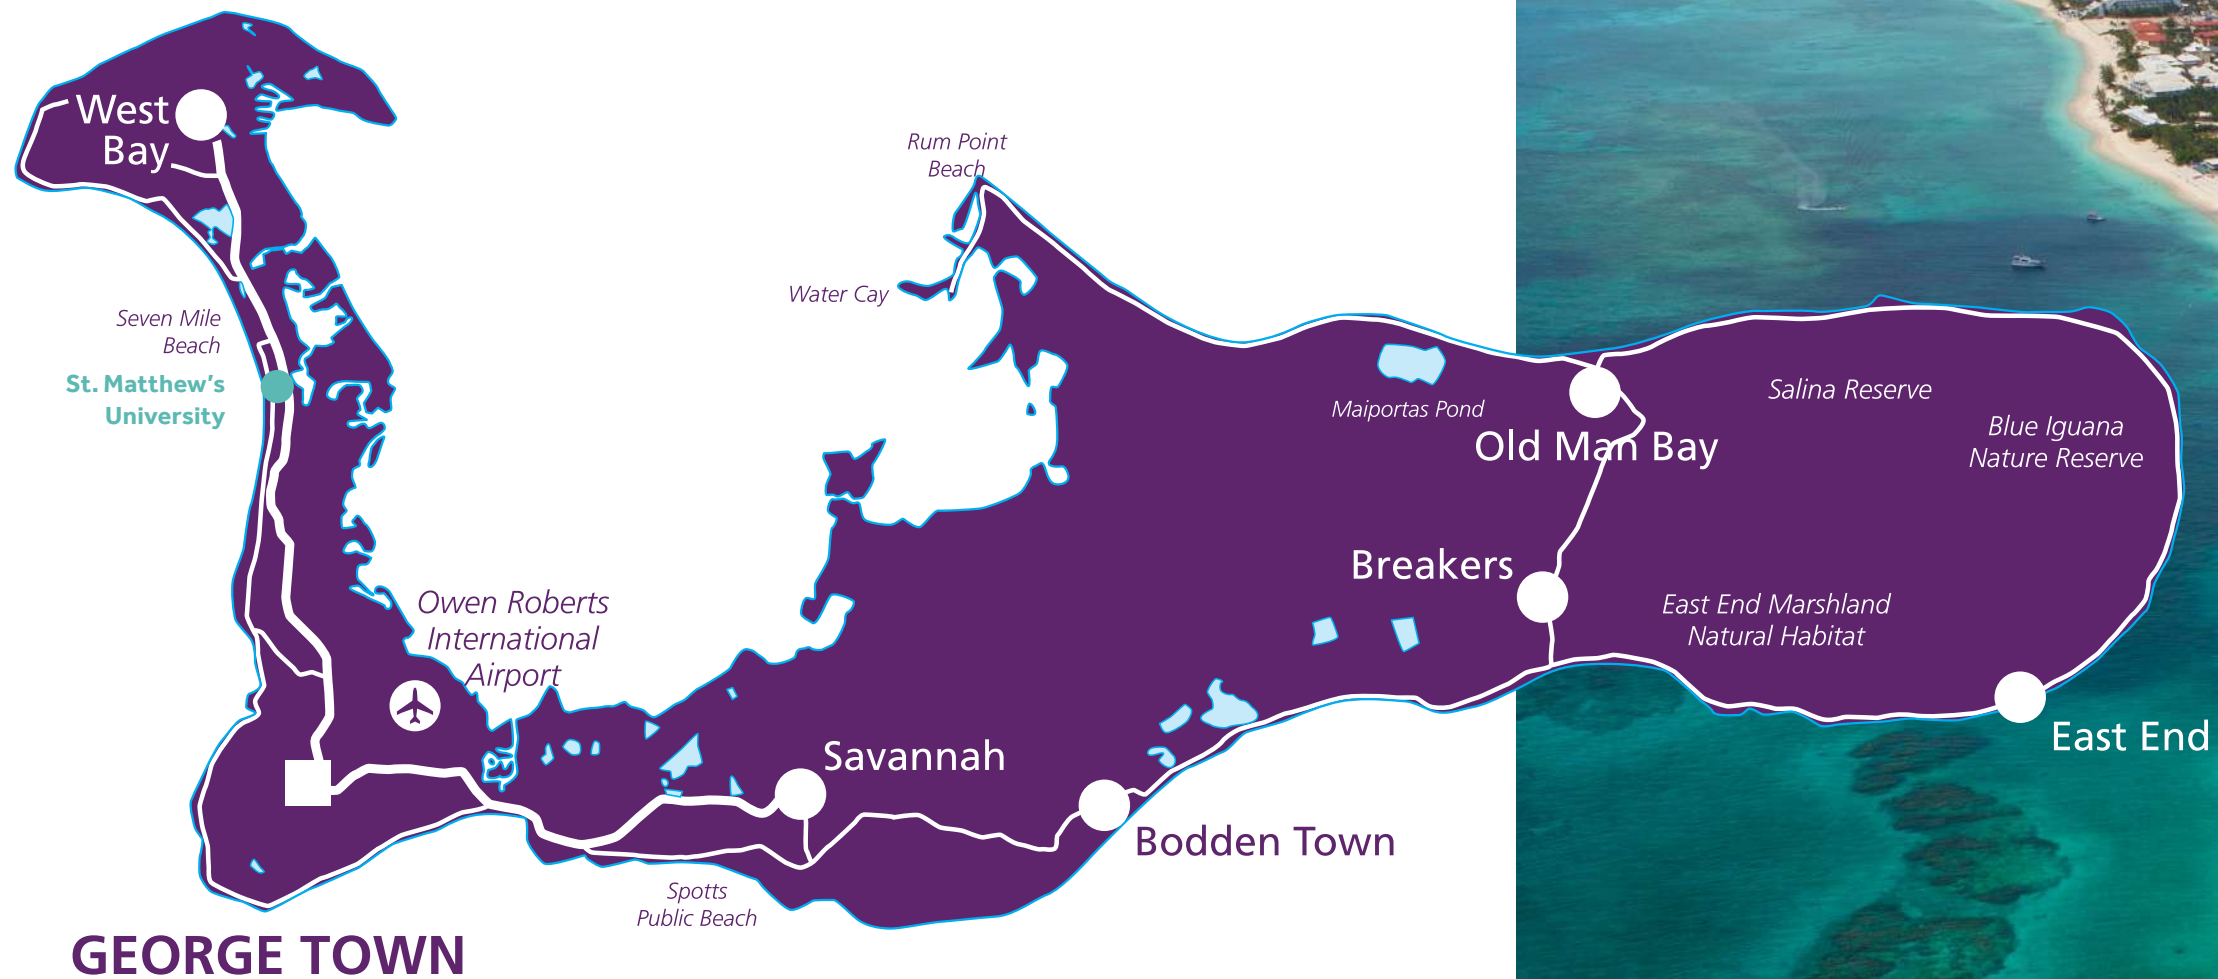 West
Bay
Rum Point
Beach
Water Cay
Seven Mile
Beach
St. Matthew's
University
Maiportas Pond
Old Man Bay
Salina Reserve
Blue Iguana
Nature Reserve
Breakers
East End Marshland
Natural Habitat
Owen Roberts
International
Airport
East End
Savannah
Bodden Town
Spotts
Public Beach
GEORGE TOWN